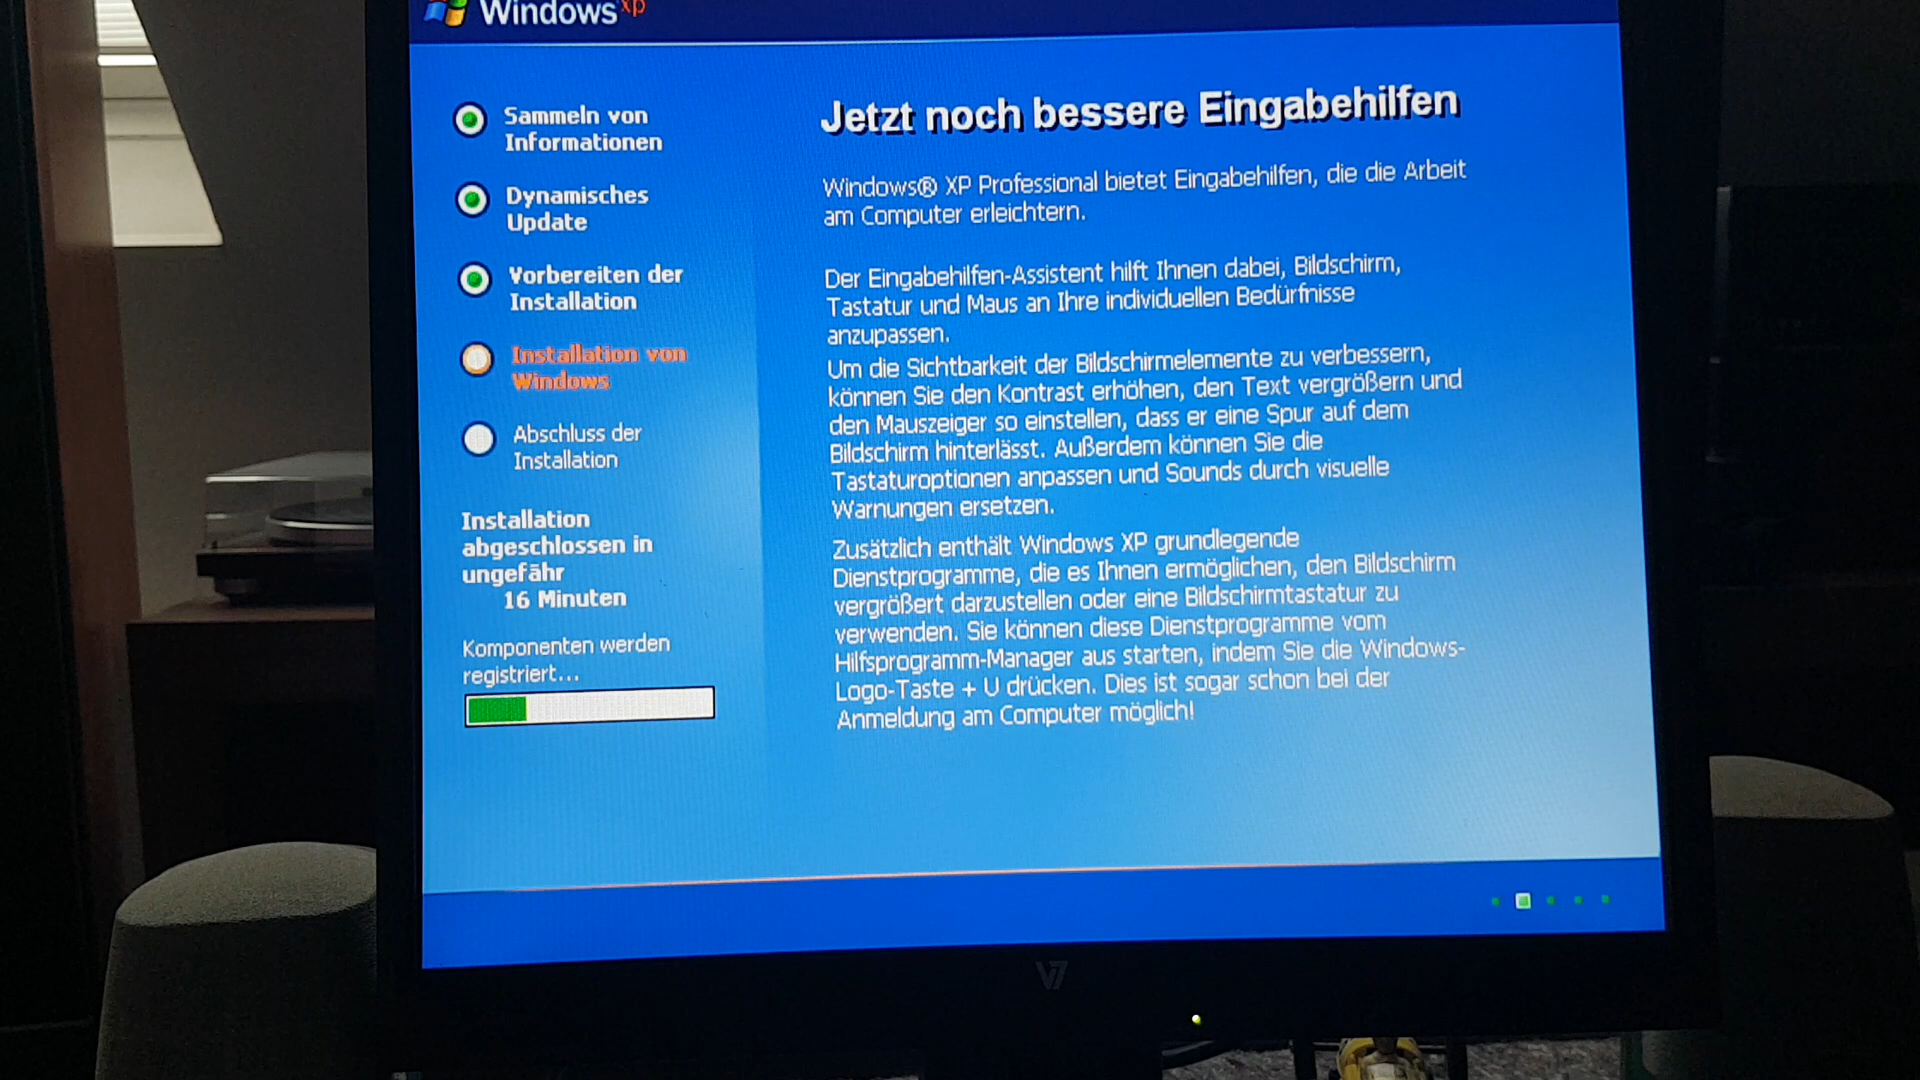 Windows xp
Sammeln von
Informationen
Dynamisches
Update
Vorbereiten der
Installation
Installation von
Windows
Abschluss der
Installation
Installation
abgeschlossen in
ungefähr
16 Minuten
Komponenten werden
registriert...
Jetzt noch bessere Eingabehilfen
Windows® XP Professional bietet Eingabehilfen, die die Arbeit
am Computer erleichtern.
Der Eingabehilfen-Assistent hilft Ihnen dabei, Bildschirm,
Tastatur und Maus an Ihre individuellen Bedürfnisse
anzupassen.
Um die Sichtbarkeit der Bildschirmelemente zu verbessern,
können Sie den Kontrast erhöhen, den Text vergrößern und
den Mauszeiger so einstellen, dass er eine Spur auf dem
Bildschirm hinterlässt. Außerdem können Sie die
Tastaturoptionen anpassen und Sounds durch visuelle
Warnungen ersetzen.
Zusätzlich enthält Windows XP grundlegende
Dienstprogramme, die es Ihnen ermöglichen, den Bildschirm
vergrößert darzustellen oder eine Bildschirmtastatur zu
verwenden. Sie können diese Dienstprogramme vom
Hilfsprogramm-Manager aus starten, indem Sie die Windows-
Logo-Taste + U drücken. Dies ist sogar schon bei der
Anmeldung am Computer möglich!
V7